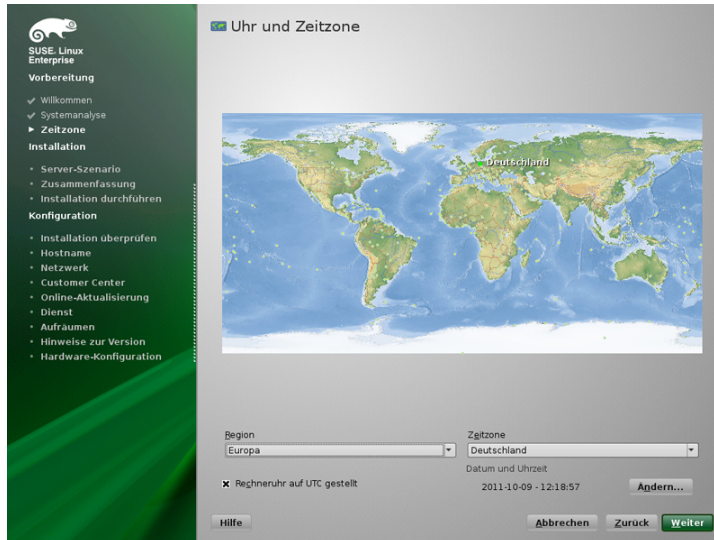 SUSE. Linux
Enterprise
Vorbereitung
Willkommen
Systemanalyse
Zeitzone
Installation
Server-Szenario
Zusammenfassung
Installation durchführen
Konfiguration
Installation überprüfen
Hostname
Netzwerk
Customer Center
Online-Aktualisierung
Dienst
Aufräumen
Hinweise zur Version
Hardware-Konfiguration
Uhr und Zeitzone
Deutschland
Region
Europa
Zeitzone
Deutschland
Rechneruhr auf UTC gestellt
Datum und Uhrzeit
2011-10-09 - 12:18:57
Ändern...
Hilfe
Abbrechen
Zurück
Weiter